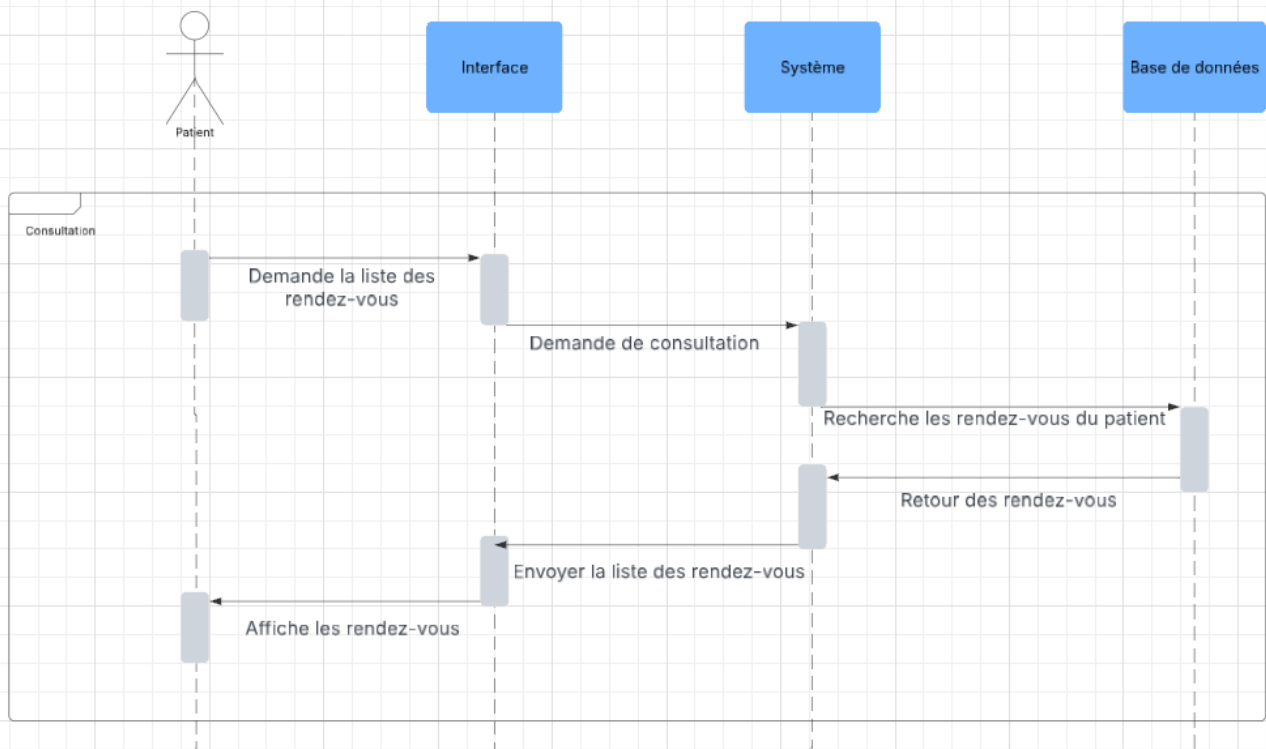 Interface
Système
Base de données
Patient
Consultation
Demande la liste des
rendez-vous
Demande de consultation
Recherche les rendez-vous du patient
Retour des rendez-vous
Envoyer la liste des rendez-vous
Affiche les rendez-vous